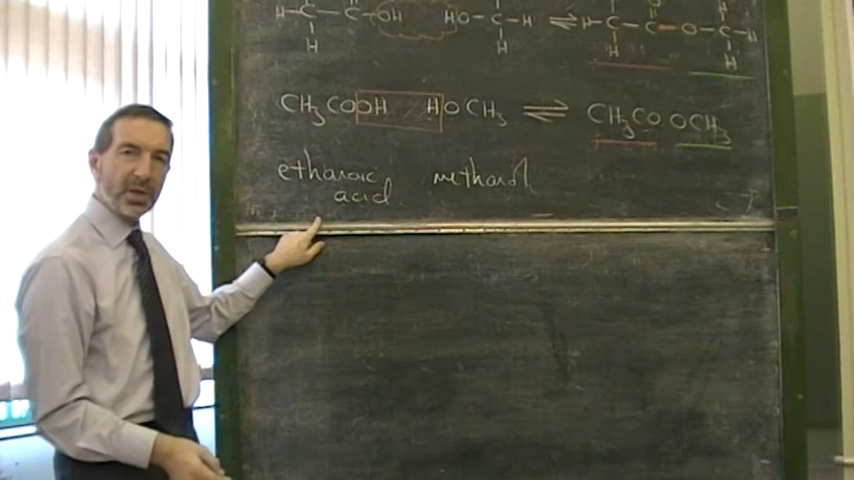 H-C-C-OH HO-C-H ⇌ H-C-C-O-C-H
CH₃COOH HOCH₃ ⇌ CH₃CO OCH₃
ethanoic methanol
acid